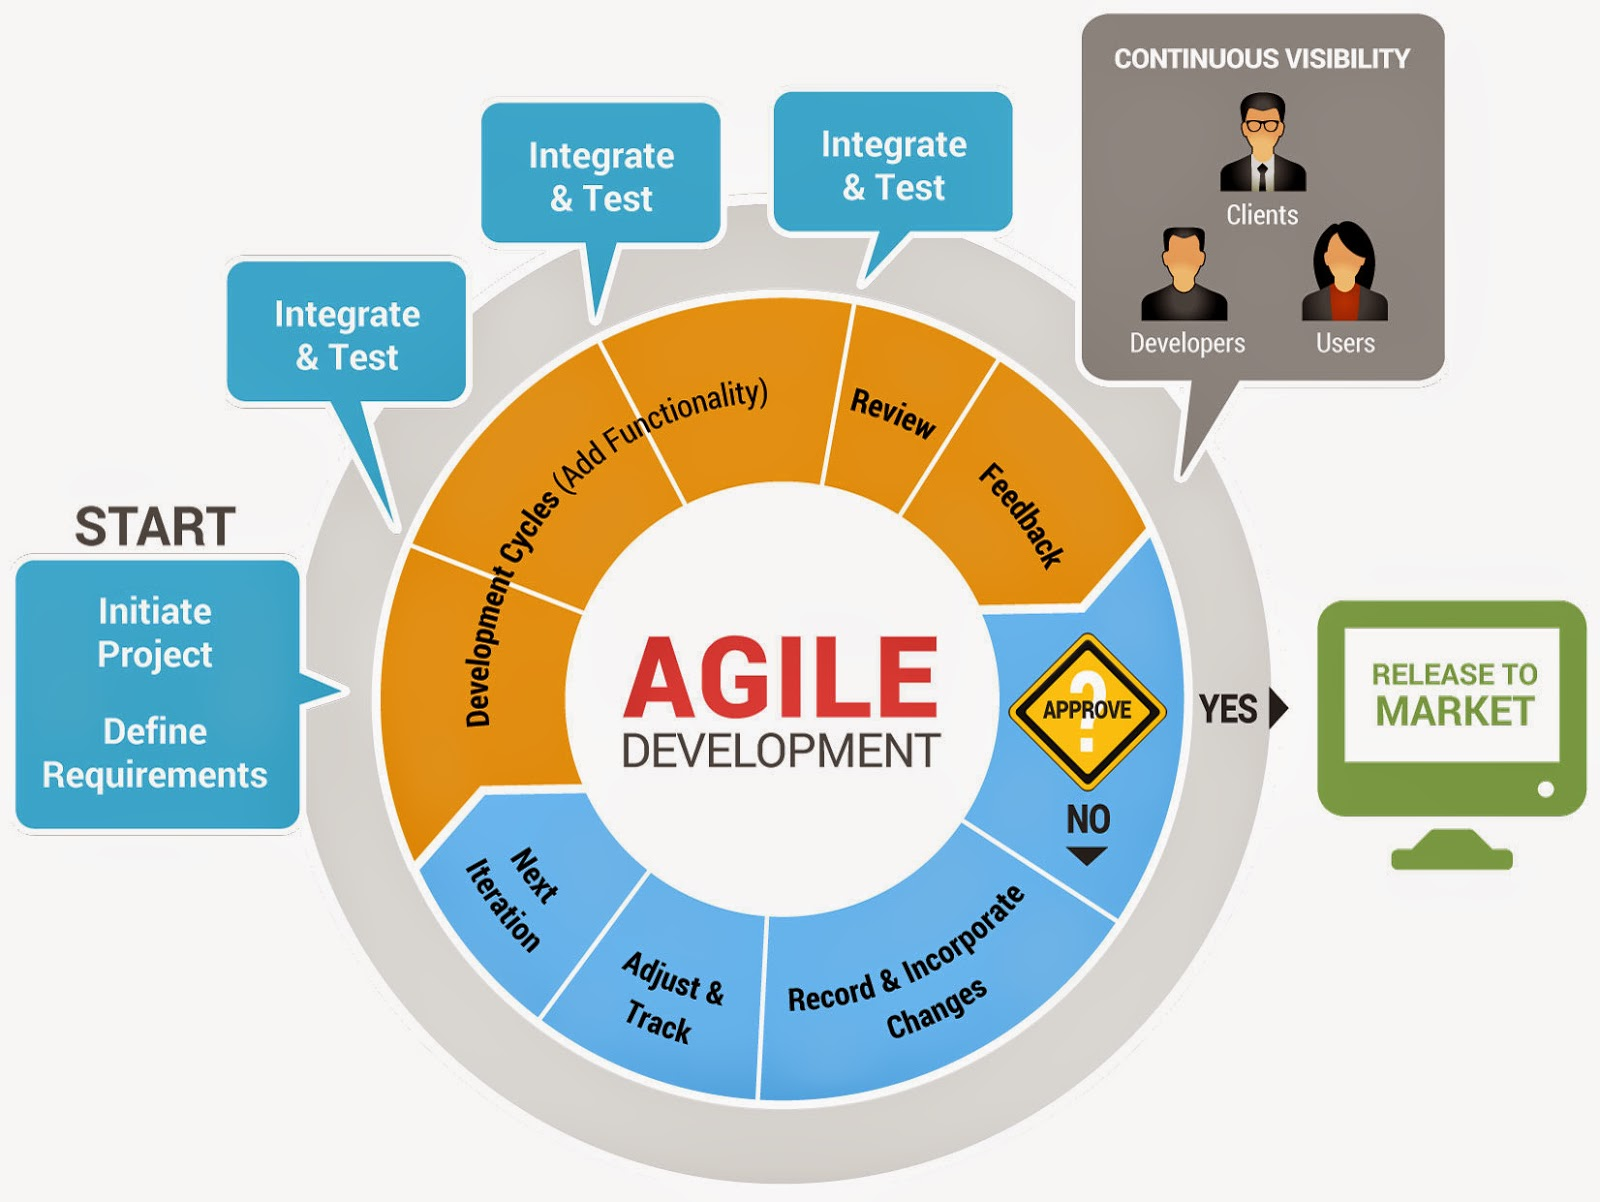 CONTINUOUS VISIBILITY
Clients
Developers
Users
Integrate
& Test
Integrate
& Test
Integrate
& Test
START
Initiate
Project
Define
Requirements
Development Cycles (Add Functionality)
Review
Feedback
AGILE
DEVELOPMENT
?
APPROVE
YES
RELEASE TO
MARKET
NO
Record & Incorporate
Changes
Adjust &
Track
Next
Iteration